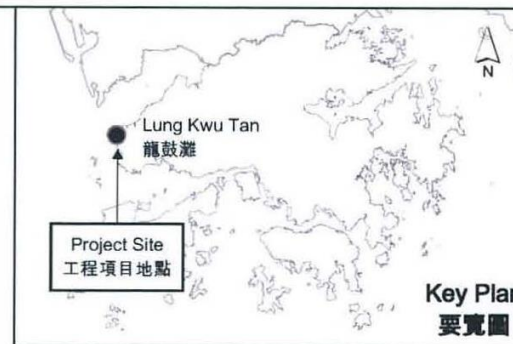 N
Lung Kwu Tan
龍鼓灘
Project Site
工程項目地點
Key Plan
要覽圖